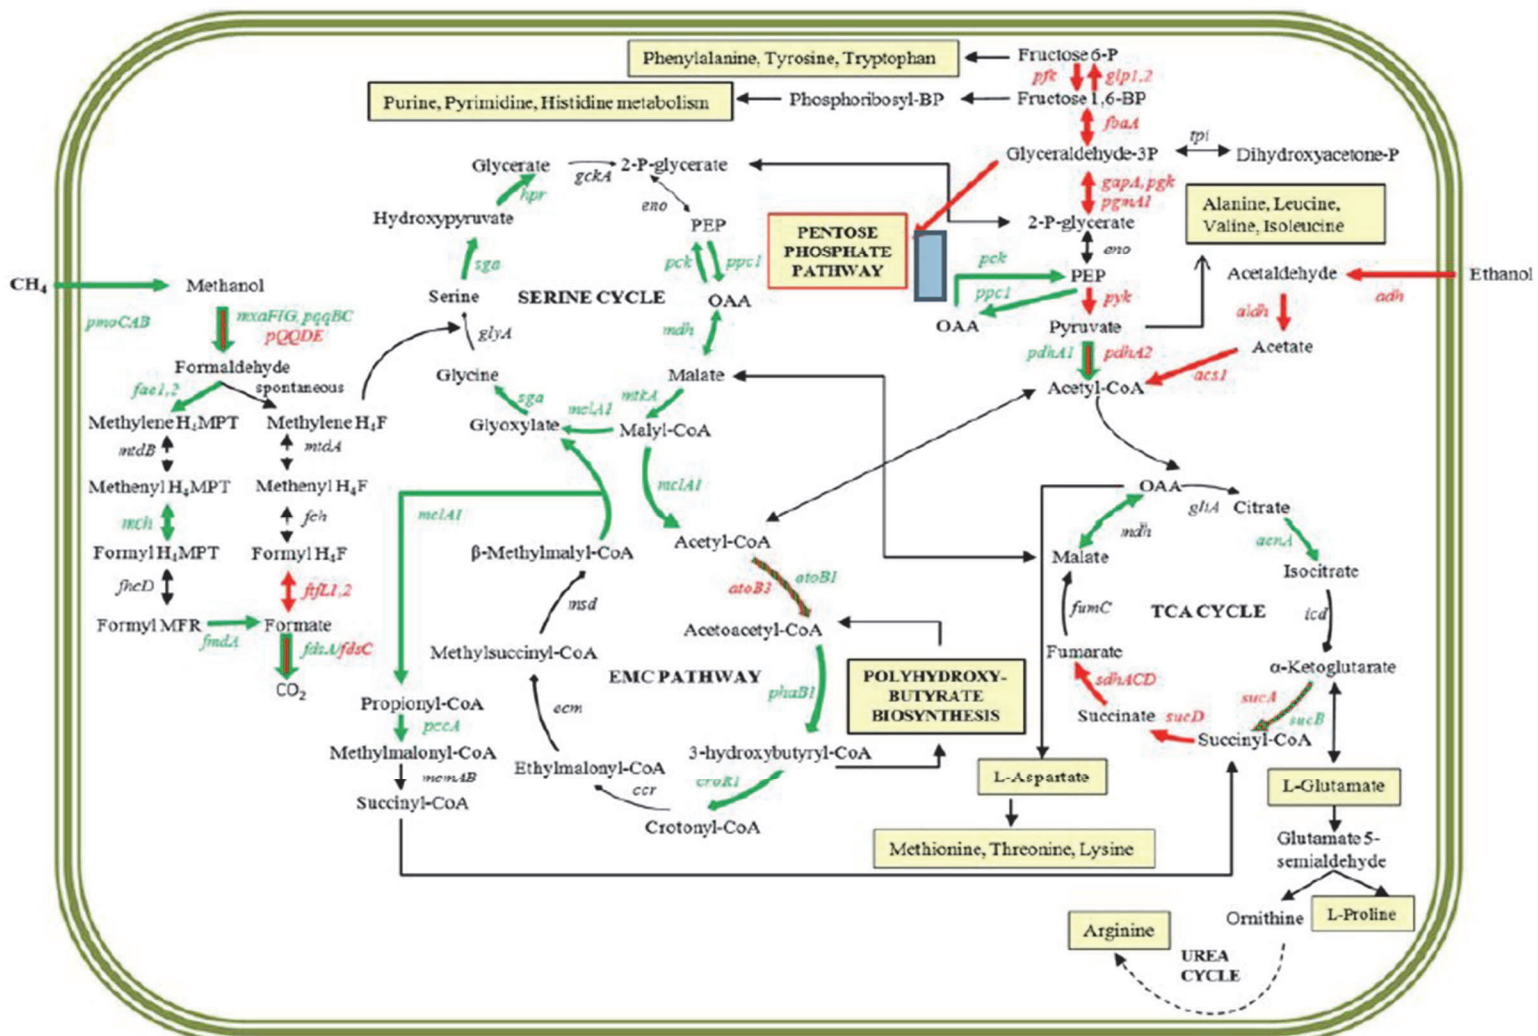 Phenylalanine, Tyrosine, Tryptophan
Fructose 6-P
pfk
glp1,2
Purine, Pyrimidine, Histidine metabolism
Phosphoribosyl-BP
Fructose 1,6-BP
fbaA
Glyceraldehyde-3P
tpi
Dihydroxyacetone-P
gapA, pgk
pgmA1
Glycerate
gckA
2-P-glycerate
hpr
eno
Hydroxypyruvate
PEP
sga
pck
ppc1
Serine
SERINE CYCLE
OAA
glyA
mdh
Glycine
Malate
sga
mtkA
mclA1
Glyoxylate
Malyl-CoA
mclA1
PENTOSE
PHOSPHATE
PATHWAY
2-P-glycerate
eno
Alanine, Leucine,
Valine, Isoleucine
pck
PEP
ppc1
pyk
OAA
Pyruvate
pdhA1
pdhA2
Acetyl-CoA
Acetaldehyde
Ethanol
adh
aldh
Acetate
acs1
CH4
Methanol
pmoCAB
mxaFIG, pqqBC
pQQDE
Formaldehyde
fae1,2
spontaneous
Methylene H4MPT
Methylene H4F
mtdB
mtdA
Methenyl H4MPT
Methenyl H4F
mch
fch
Formyl H4MPT
Formyl H4F
fhcD
ftfL1,2
Formyl MFR
Formate
fmdA
fdsA/fdsC
CO2
mclA1
β-Methylmalyl-CoA
Acetyl-CoA
atoB3
atoB1
msd
Acetoacetyl-CoA
Methylsuccinyl-CoA
EMC PATHWAY
phaB1
POLYHYDROXY-
BUTYRATE
BIOSYNTHESIS
Propionyl-CoA
ecm
pccA
Methylmalonyl-CoA
Ethylmalonyl-CoA
3-hydroxybutyryl-CoA
mcmAB
croR1
Succinyl-CoA
ccr
Crotonyl-CoA
OAA
gltA
Citrate
mdh
acnA
Malate
Isocitrate
fumC
TCA CYCLE
icd
Fumarate
α-Ketoglutarate
sdhACD
sucA
sucB
Succinate
sucD
Succinyl-CoA
L-Aspartate
L-Glutamate
Methionine, Threonine, Lysine
Glutamate 5-
semialdehyde
Ornithine
L-Proline
Arginine
UREA
CYCLE